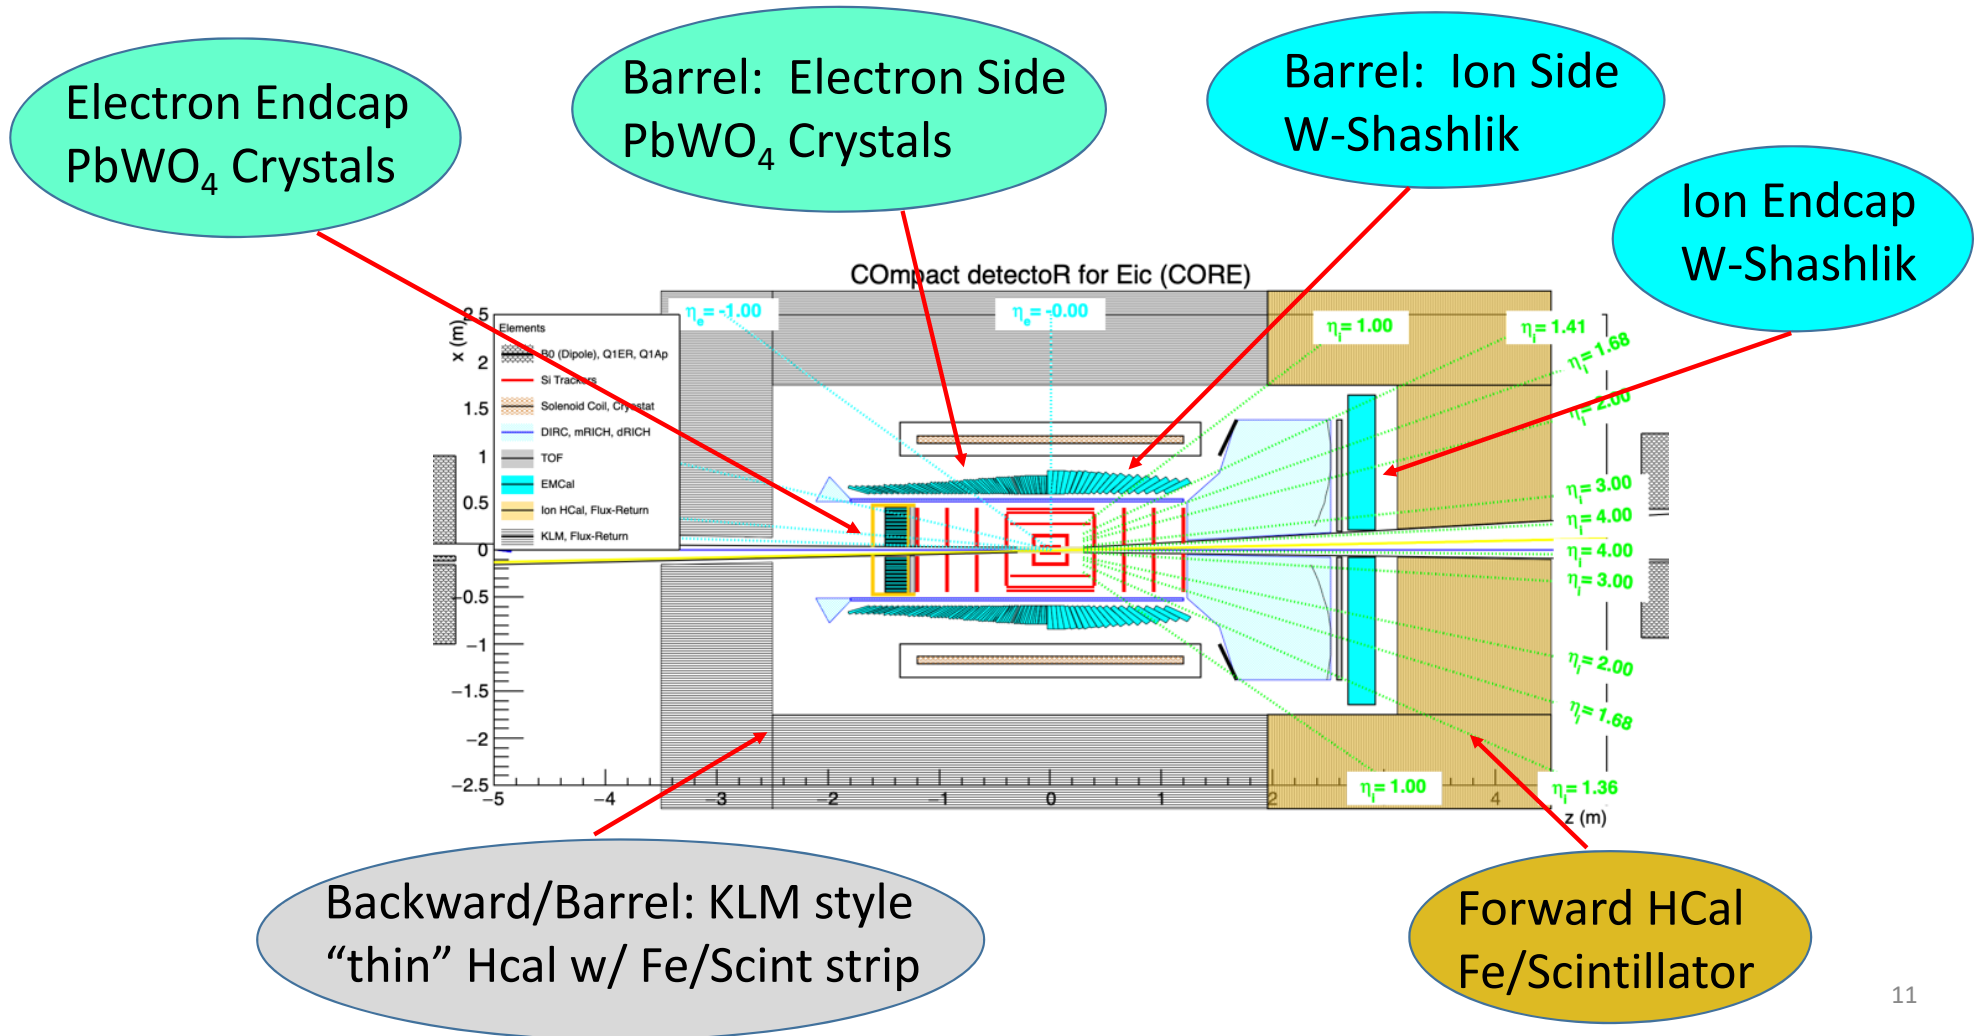 Electron Endcap
PbWO₄ Crystals
Barrel: Electron Side
PbWO₄ Crystals
Barrel: Ion Side
W-Shashlik
Ion Endcap
W-Shashlik
COmpact detectoR for Eic (CORE)
ηₑ= -1.00
ηₑ= -0.00
ηᵢ= 1.00
ηᵢ= 1.41
ηᵢ= 1.68
ηᵢ= 2.00
ηᵢ= 3.00
ηᵢ= 4.00
ηᵢ= 4.00
ηᵢ= 3.00
ηᵢ= 2.00
ηᵢ= 1.68
ηᵢ= 1.36
ηᵢ= 1.00
x (m)
2.5
2
1.5
1
0.5
0
−0.5
−1
−1.5
−2
−2.5
Elements
B0 (Dipole), Q1ER, Q1Ap
Si Trackers
Solenoid Coil, Cryostat
DIRC, mRICH, dRICH
TOF
EMCal
Ion HCal, Flux-Return
KLM, Flux-Return
−5 −4 −3 −2 −1 0 1 2 4
z (m)
Backward/Barrel: KLM style
“thin” Hcal w/ Fe/Scint strip
Forward HCal
Fe/Scintillator
11